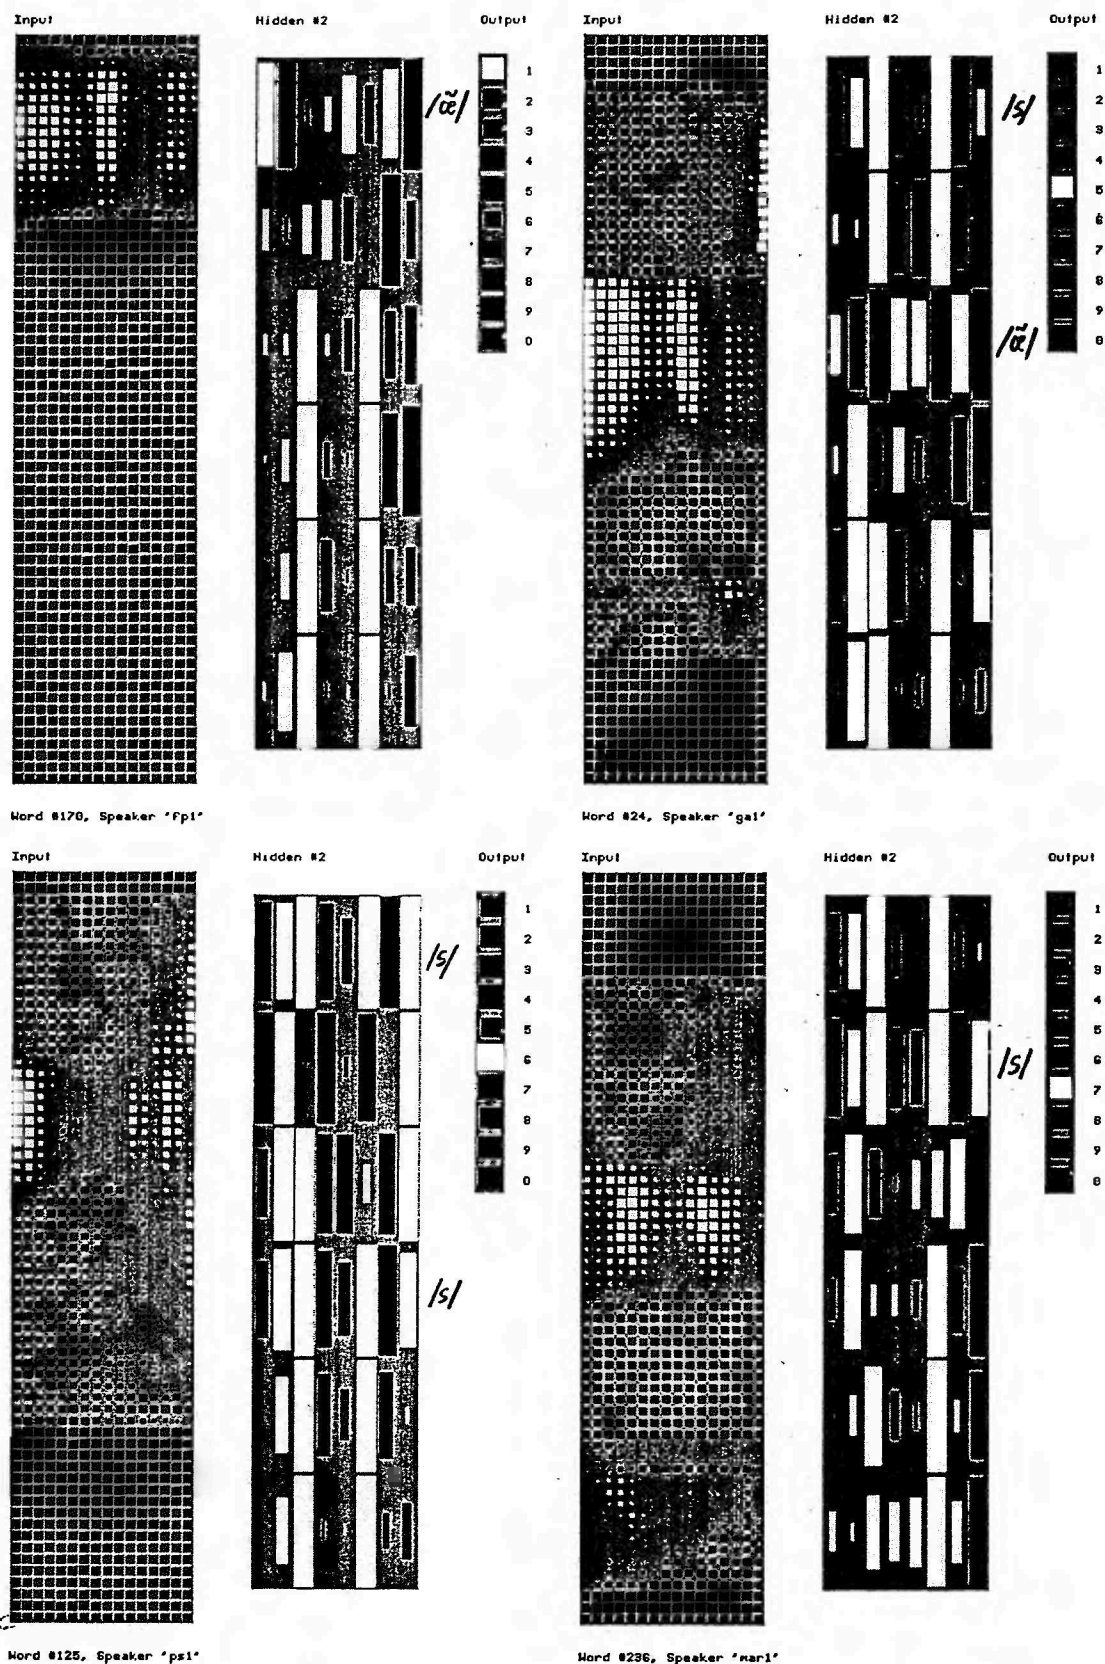 Input Hidden #2 Output
1
2
3
4
5
6
7
8
9
0
/œ̃/
Word #170, Speaker "fp1"
Input Hidden #2 Output
1
2
3
4
5
6
7
8
9
0
/s/
/œ̃/
Word #24, Speaker "ga1"
Input Hidden #2 Output
1
2
3
4
5
6
7
8
9
0
/s/
/s/
Word #125, Speaker "ps1"
Input Hidden #2 Output
1
2
3
4
5
6
7
8
9
0
/s/
Word #236, Speaker "mar1"